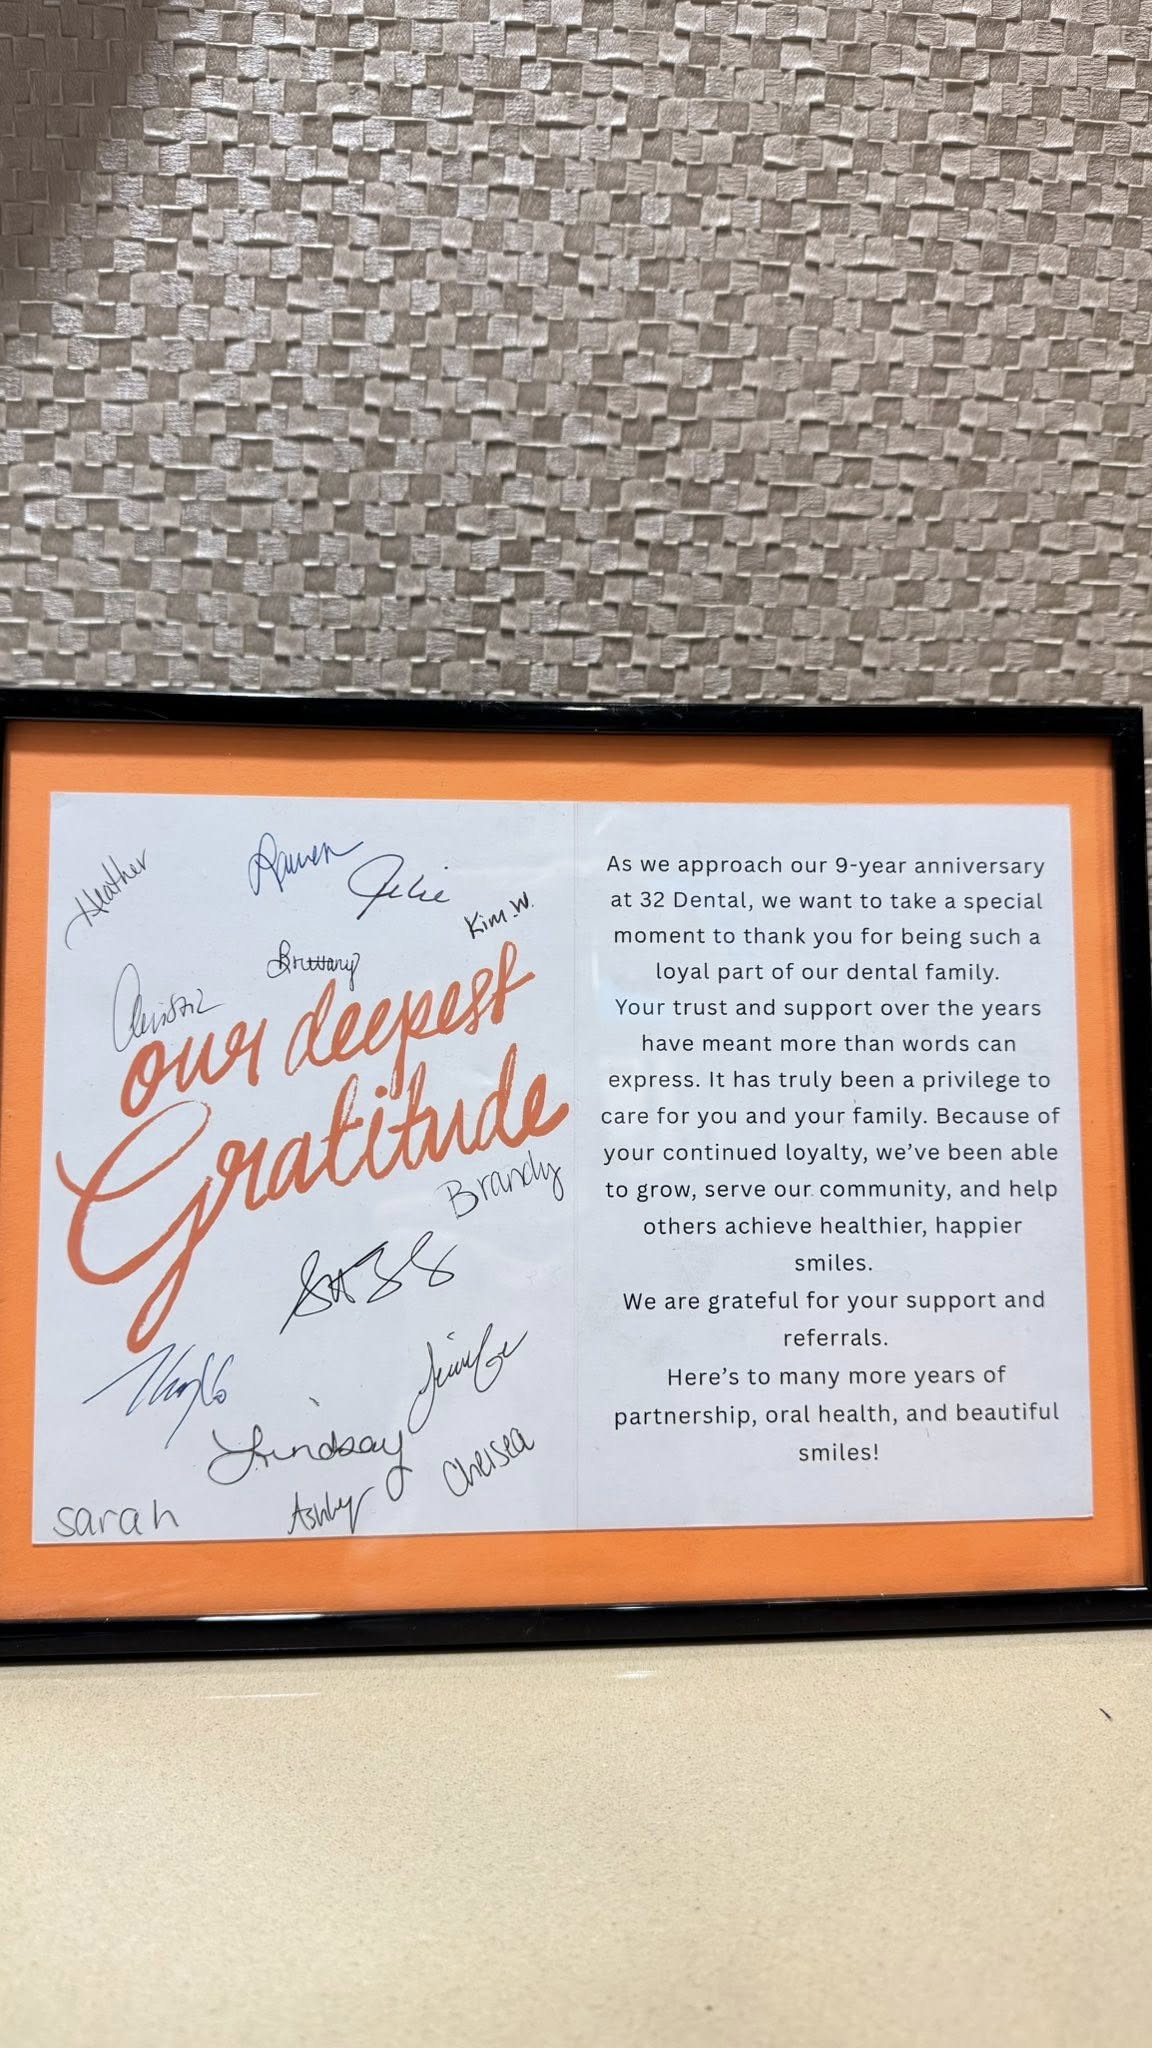 Heather
Lauren
Julie
Kim.W.
Brittany
our deepest
Gratitude
Brandy
Lindsay
Chelsea
Ashley
sarah
As we approach our 9-year anniversary
at 32 Dental, we want to take a special
moment to thank you for being such a
loyal part of our dental family.
Your trust and support over the years
have meant more than words can
express. It has truly been a privilege to
care for you and your family. Because of
your continued loyalty, we’ve been able
to grow, serve our community, and help
others achieve healthier, happier
smiles.
We are grateful for your support and
referrals.
Here’s to many more years of
partnership, oral health, and beautiful
smiles!